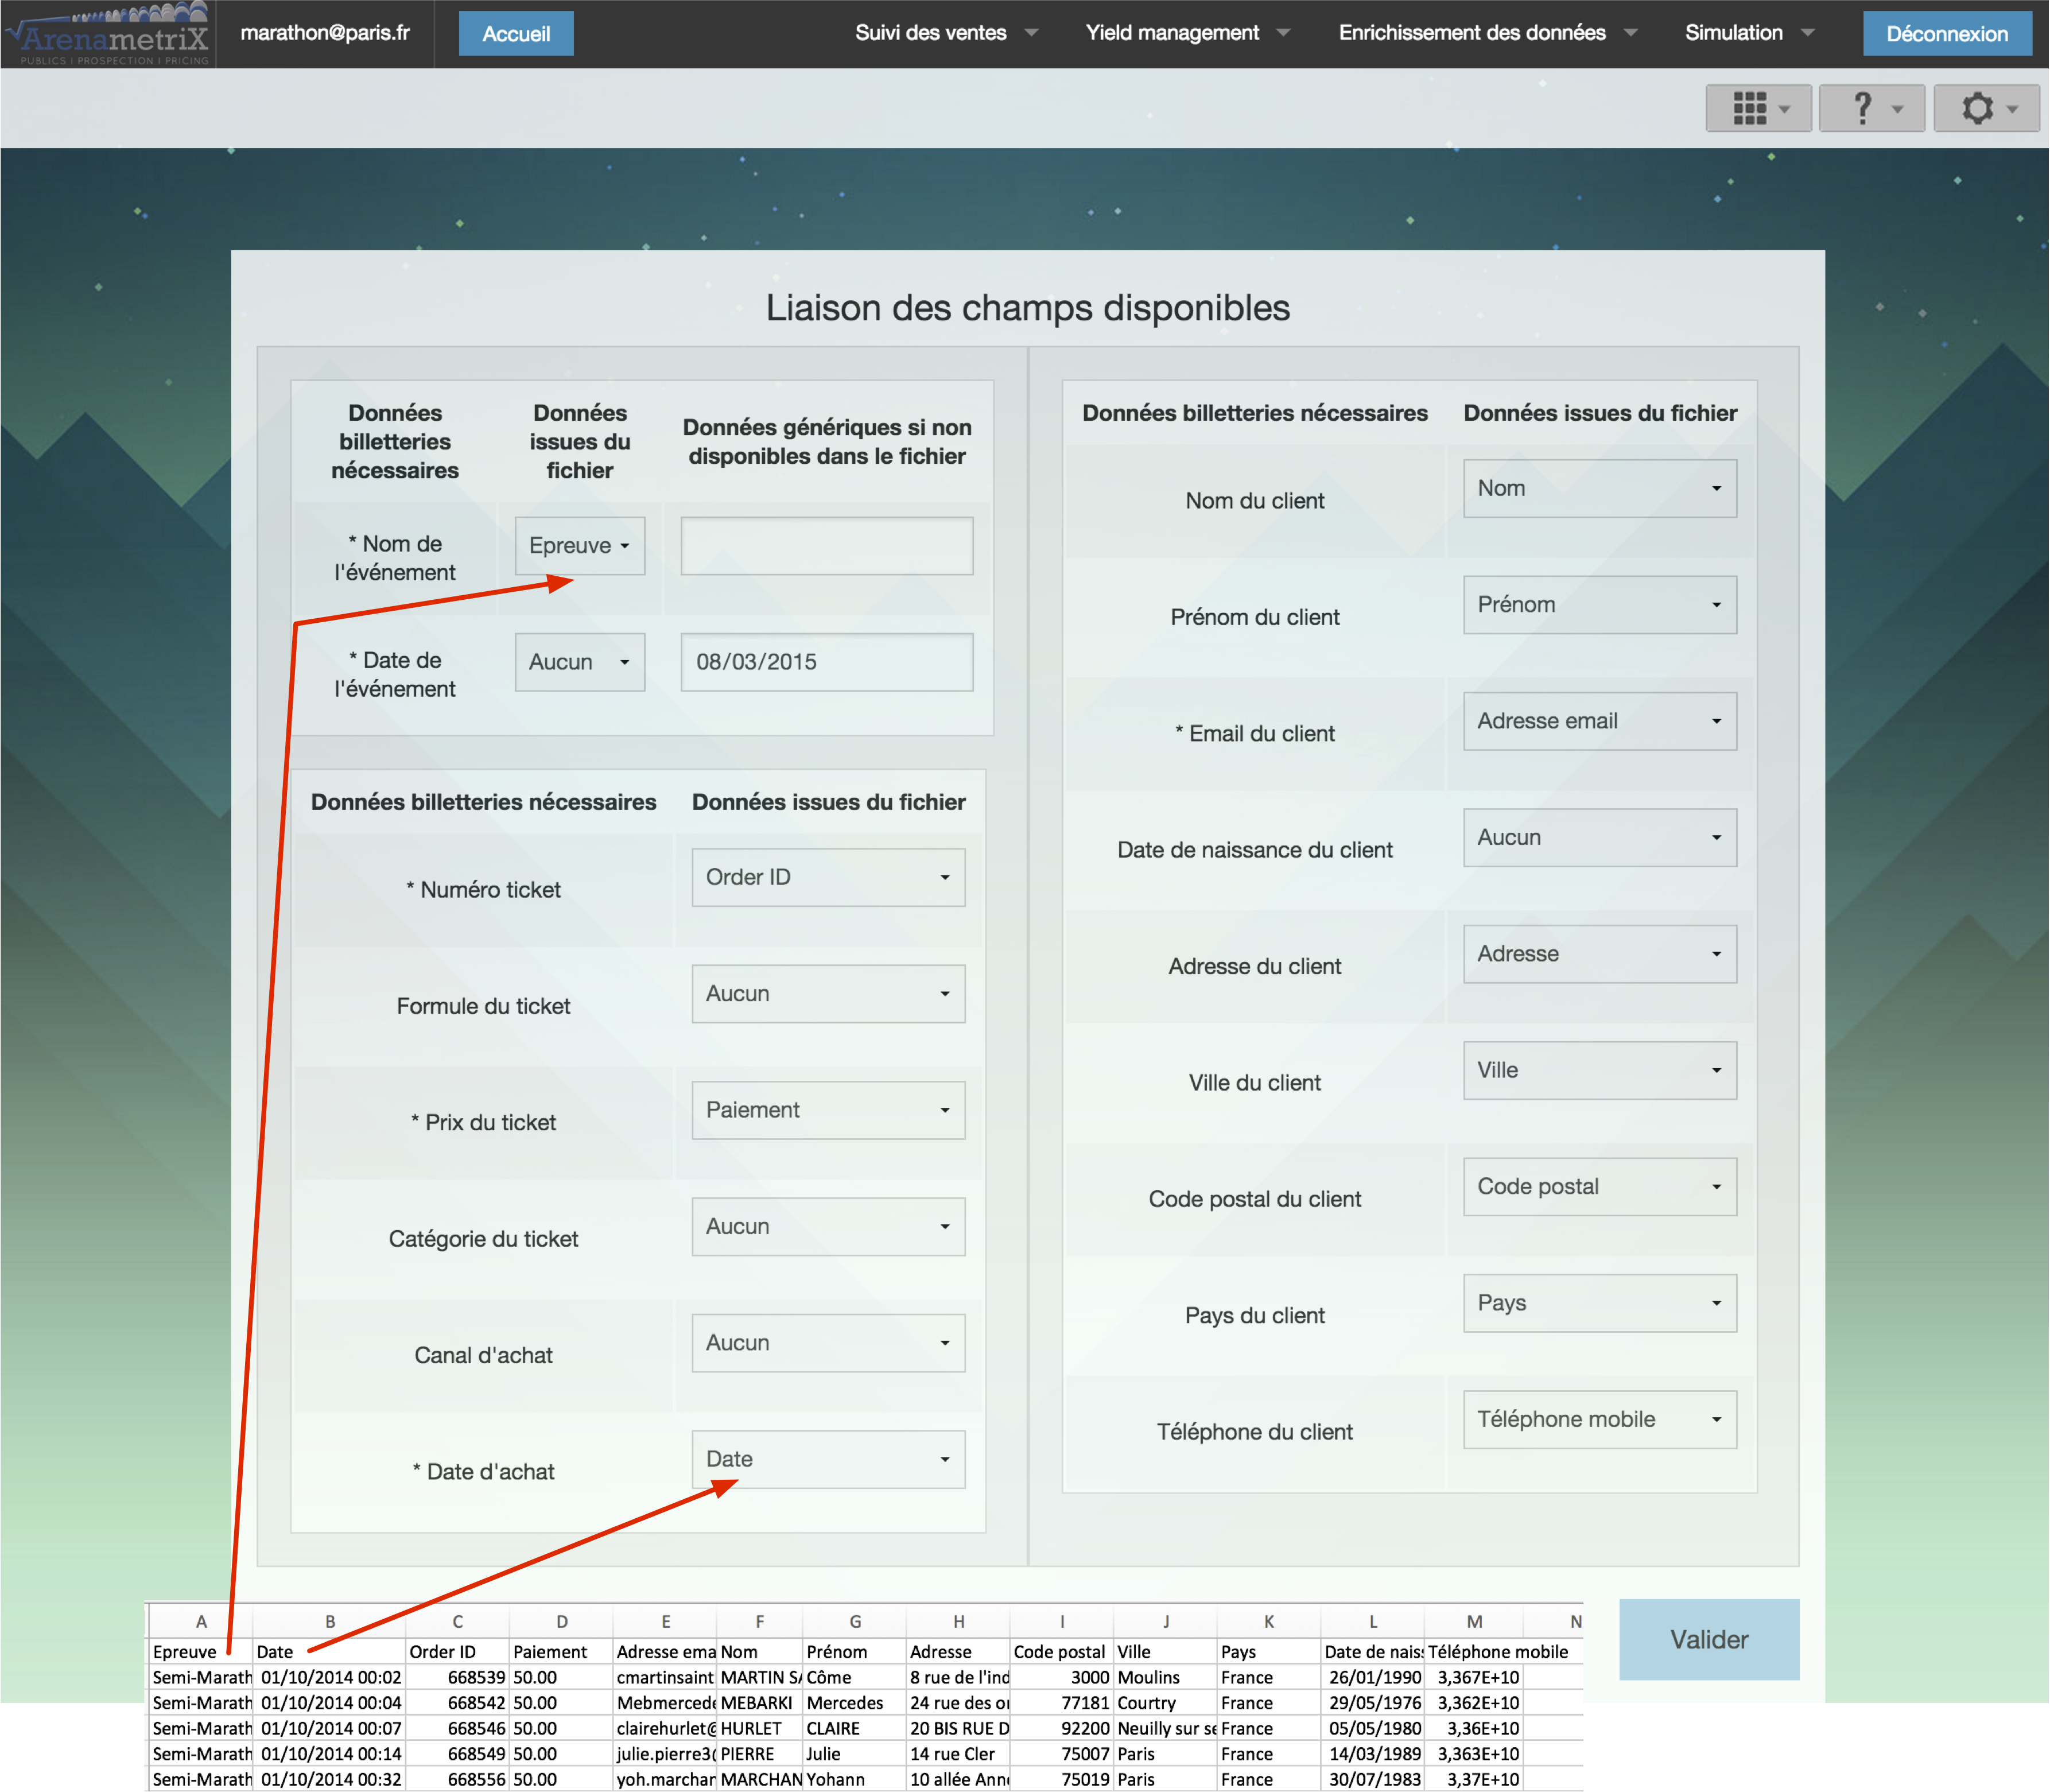 ArenametriX
PUBLICS I PROSPECTION I PRICING
marathon@paris.fr
Accueil
Suivi des ventes
Yield management
Enrichissement des données
Simulation
Déconnexion
?
Liaison des champs disponibles
Données
billetteries
nécessaires
Données
issues du
fichier
Données génériques si non
disponibles dans le fichier
* Nom de
l'événement
Epreuve
* Date de
l'événement
Aucun
08/03/2015
Données billetteries nécessaires
Données issues du fichier
* Numéro ticket
Order ID
Formule du ticket
Aucun
* Prix du ticket
Paiement
Catégorie du ticket
Aucun
Canal d'achat
Aucun
* Date d'achat
Date
Données billetteries nécessaires
Données issues du fichier
Nom du client
Nom
Prénom du client
Prénom
* Email du client
Adresse email
Date de naissance du client
Aucun
Adresse du client
Adresse
Ville du client
Ville
Code postal du client
Code postal
Pays du client
Pays
Téléphone du client
Téléphone mobile
A B C D E F G H I J K L M N
Epreuve Date Order ID Paiement Adresse ema Nom Prénom Adresse Code postal Ville Pays Date de nais Téléphone mobile
Semi-Marath 01/10/2014 00:02 668539 50.00 cmartinsaint MARTIN SA Côme 8 rue de l'ind 3000 Moulins France 26/01/1990 3,367E+10
Semi-Marath 01/10/2014 00:04 668542 50.00 Mebmercede MEBARKI Mercedes 24 rue des or 77181 Courtry France 29/05/1976 3,362E+10
Semi-Marath 01/10/2014 00:07 668546 50.00 clairehurlet@ HURLET CLAIRE 20 BIS RUE D 92200 Neuilly sur se France 05/05/1980 3,36E+10
Semi-Marath 01/10/2014 00:14 668549 50.00 julie.pierre3( PIERRE Julie 14 rue Cler 75007 Paris France 14/03/1989 3,363E+10
Semi-Marath 01/10/2014 00:32 668556 50.00 yoh.marchar MARCHAN Yohann 10 allée Anne 75019 Paris France 30/07/1983 3,37E+10
Valider